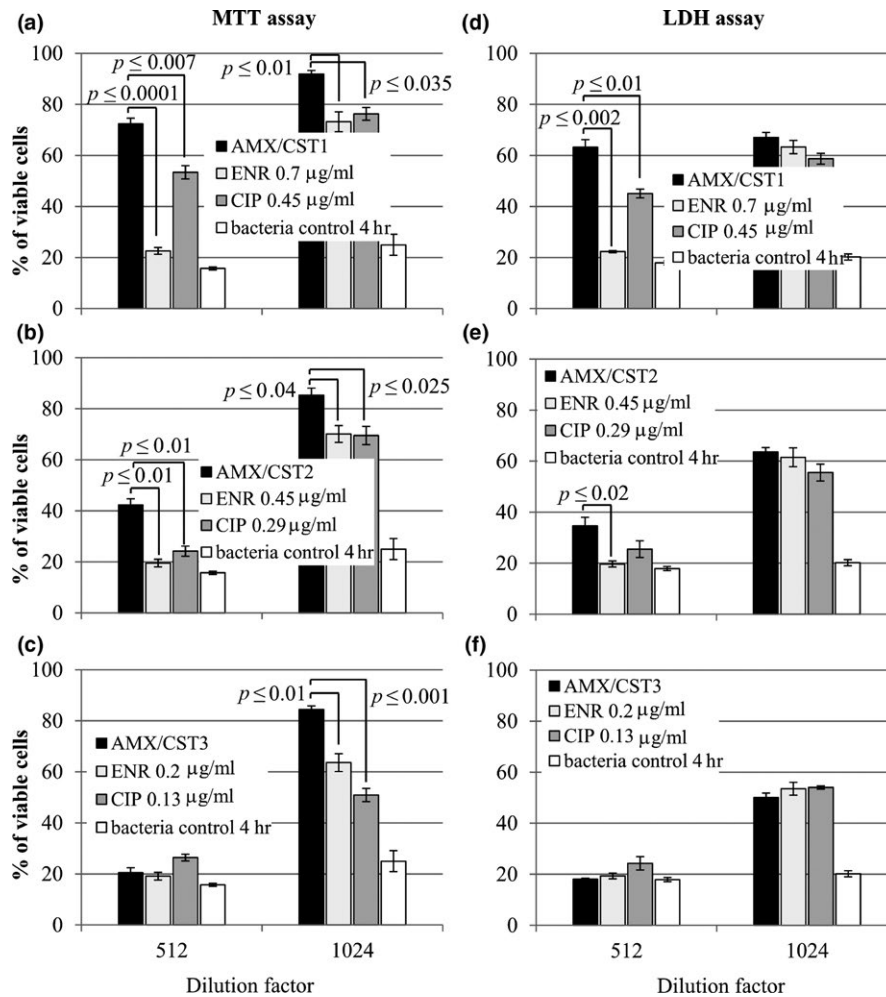 MTT assay
(a)
100
80
60
40
20
0
% of viable cells
p ≤ 0.007
p ≤ 0.0001
p ≤ 0.01
p ≤ 0.035
AMX/CST1
ENR 0.7 μg/ml
CIP 0.45 μg/ml
bacteria control 4 hr
(b)
100
80
60
40
20
0
% of viable cells
p ≤ 0.04
p ≤ 0.025
p ≤ 0.01
p ≤ 0.01
AMX/CST2
ENR 0.45 μg/ml
CIP 0.29 μg/ml
bacteria control 4 hr
(c)
100
80
60
40
20
0
% of viable cells
p ≤ 0.01
p ≤ 0.001
AMX/CST3
ENR 0.2 μg/ml
CIP 0.13 μg/ml
bacteria control 4 hr
512
1024
Dilution factor
LDH assay
(d)
100
80
60
40
20
0
p ≤ 0.01
p ≤ 0.002
AMX/CST1
ENR 0.7 μg/ml
CIP 0.45 μg/ml
bacteria control 4 hr
(e)
100
80
60
40
20
0
AMX/CST2
ENR 0.45 μg/ml
CIP 0.29 μg/ml
bacteria control 4 hr
p ≤ 0.02
(f)
100
80
60
40
20
0
AMX/CST3
ENR 0.2 μg/ml
CIP 0.13 μg/ml
bacteria control 4 hr
512
1024
Dilution factor